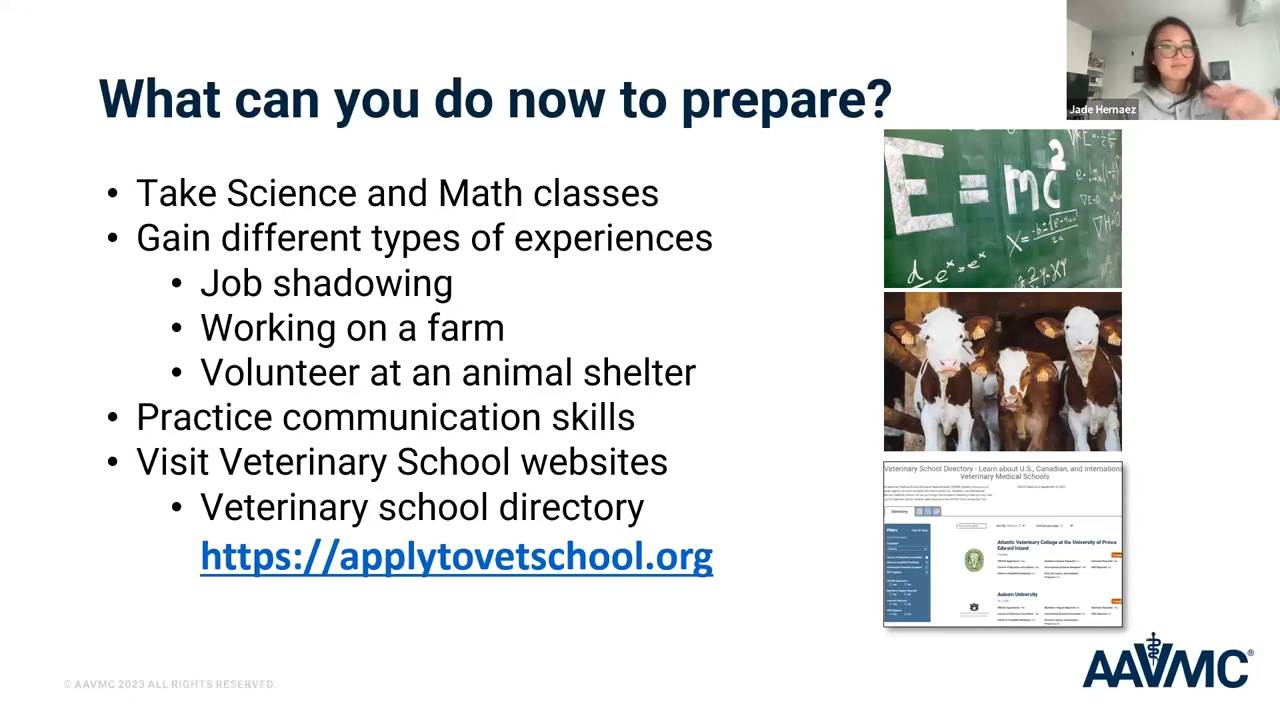 What can you do now to prepare?
Jade Hernaez
• Take Science and Math classes
• Gain different types of experiences
• Job shadowing
• Working on a farm
• Volunteer at an animal shelter
• Practice communication skills
• Visit Veterinary School websites
• Veterinary school directory
https://applytovetschool.org
E = mc²
Veterinary School Directory - Learn about U.S., Canadian, and Internationa
Veterinary Medical Schools
Directory
Filters
Atlantic Veterinary College at the University of Prince
Edward Island
Auburn University
© AAVMC 2023 ALL RIGHTS RESERVED.
AAVMC®